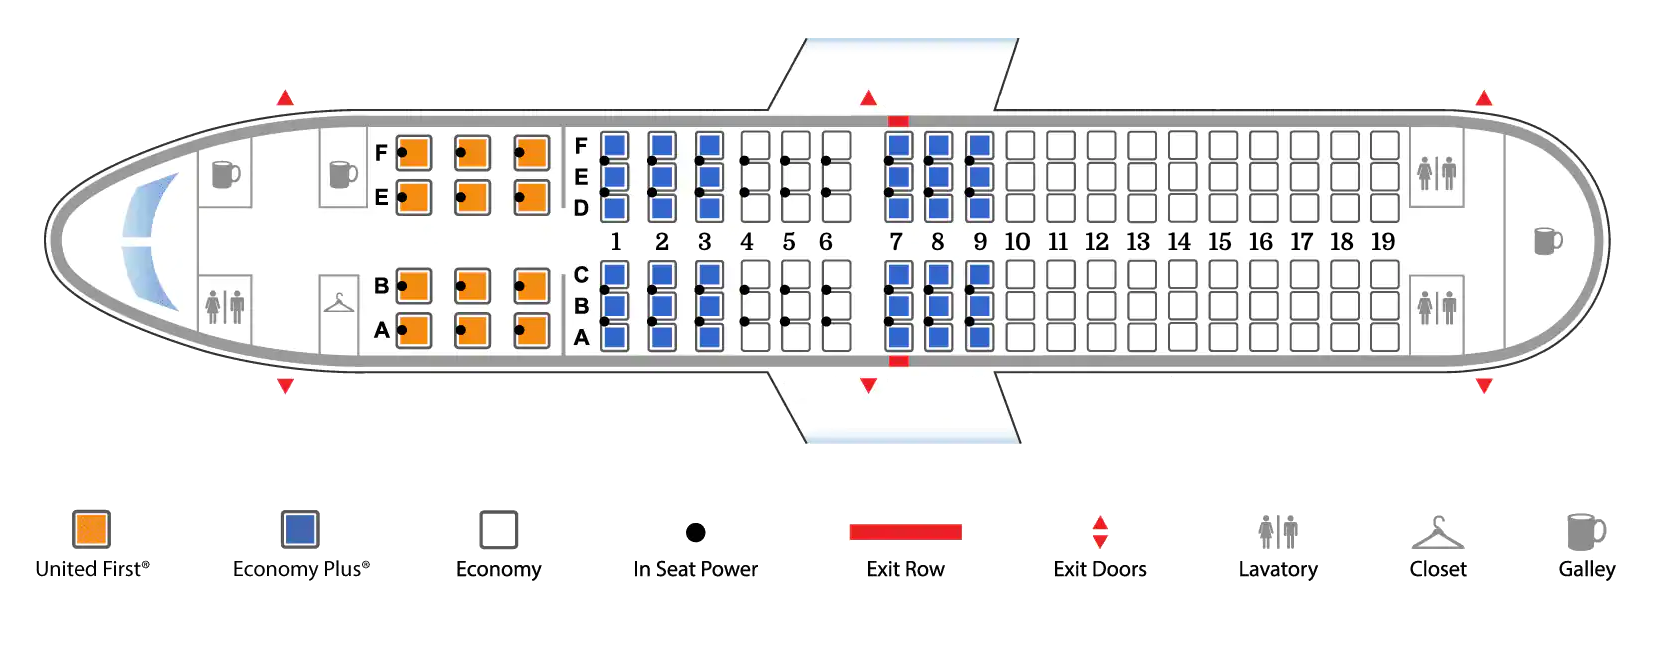 F
E
B
A
F
E
D
1 2 3 4 5 6 7 8 9 10 11 12 13 14 15 16 17 18 19
C
B
A
United First®
Economy Plus®
Economy
In Seat Power
Exit Row
Exit Doors
Lavatory
Closet
Galley